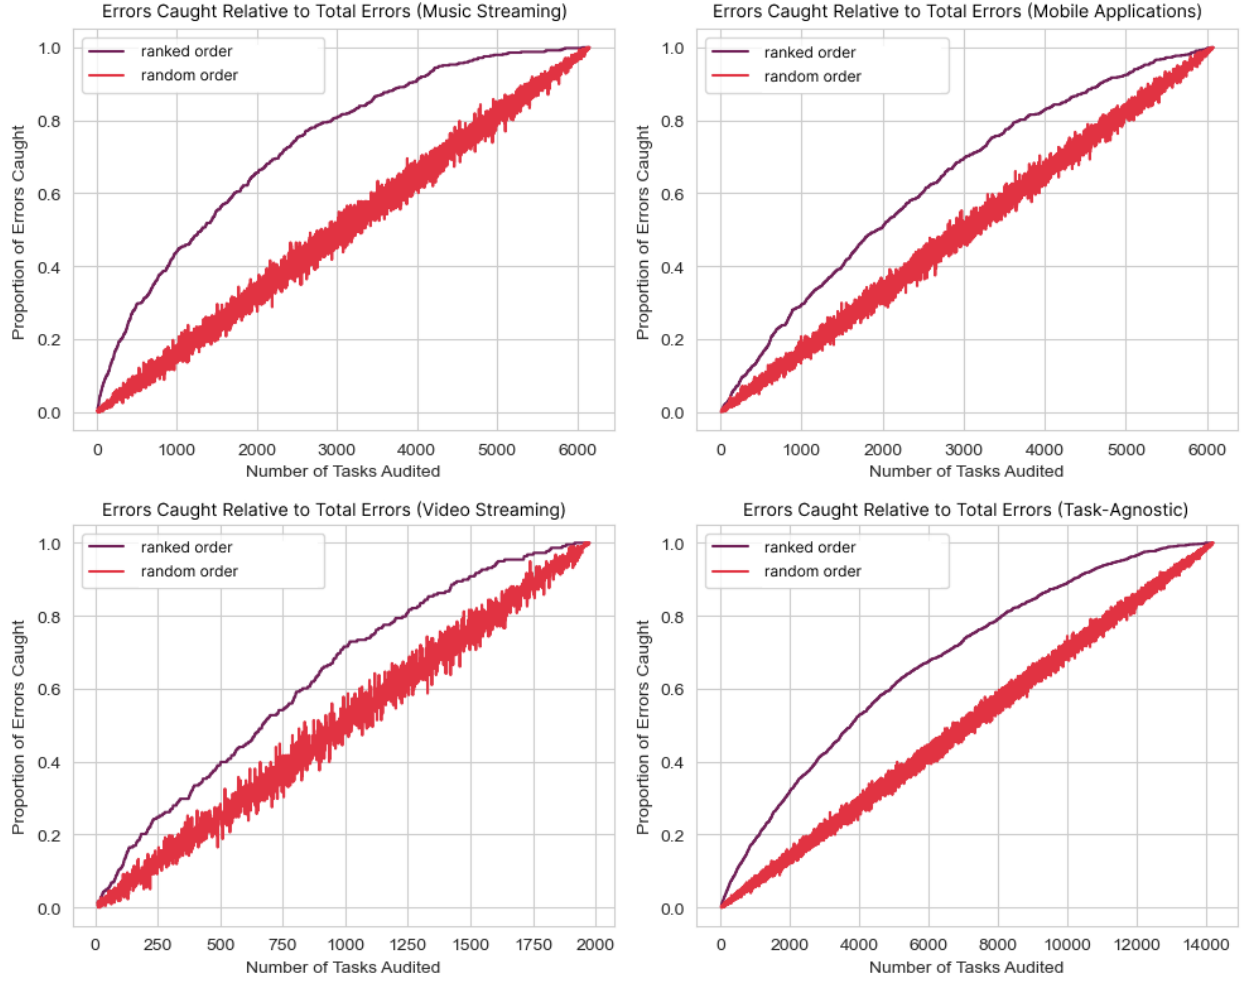 Errors Caught Relative to Total Errors (Music Streaming)
ranked order
random order
1.0
0.8
0.6
0.4
0.2
0.0
Proportion of Errors Caught
0 1000 2000 3000 4000 5000 6000
Number of Tasks Audited
Errors Caught Relative to Total Errors (Mobile Applications)
ranked order
random order
1.0
0.8
0.6
0.4
0.2
0.0
Proportion of Errors Caught
0 1000 2000 3000 4000 5000 6000
Number of Tasks Audited
Errors Caught Relative to Total Errors (Video Streaming)
ranked order
random order
1.0
0.8
0.6
0.4
0.2
0.0
Proportion of Errors Caught
0 250 500 750 1000 1250 1500 1750 2000
Number of Tasks Audited
Errors Caught Relative to Total Errors (Task-Agnostic)
ranked order
random order
1.0
0.8
0.6
0.4
0.2
0.0
Proportion of Errors Caught
0 2000 4000 6000 8000 10000 12000 14000
Number of Tasks Audited